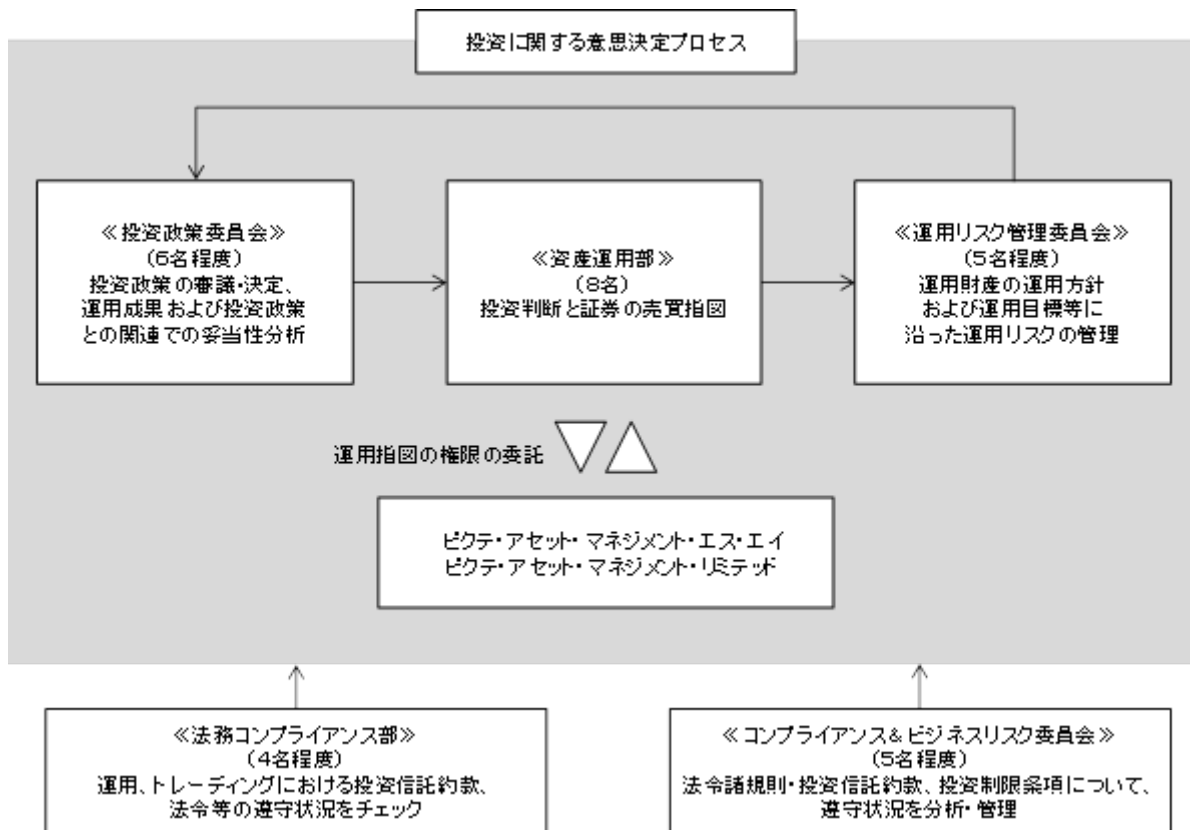 投資に関する意思決定プロセス
≪投資政策委員会≫
(6名程度)
投資政策の審議・決定、
運用成果および投資政策
との関連での妥当性分析
≪資産運用部≫
(8名)
投資判断と証券の売買指図
≪運用リスク管理委員会≫
(5名程度)
運用財産の運用方針
および運用目標等に
沿った運用リスクの管理
運用指図の権限の委託
ピクテ・アセット・マネジメント・エス・エイ
ピクテ・アセット・マネジメント・リミテッド
≪法務コンプライアンス部≫
(4名程度)
運用、トレーディングにおける投資信託約款、
法令等の遵守状況をチェック
≪コンプライアンス&ビジネスリスク委員会≫
(5名程度)
法令諸規則・投資信託約款、投資制限条項について、
遵守状況を分析・管理